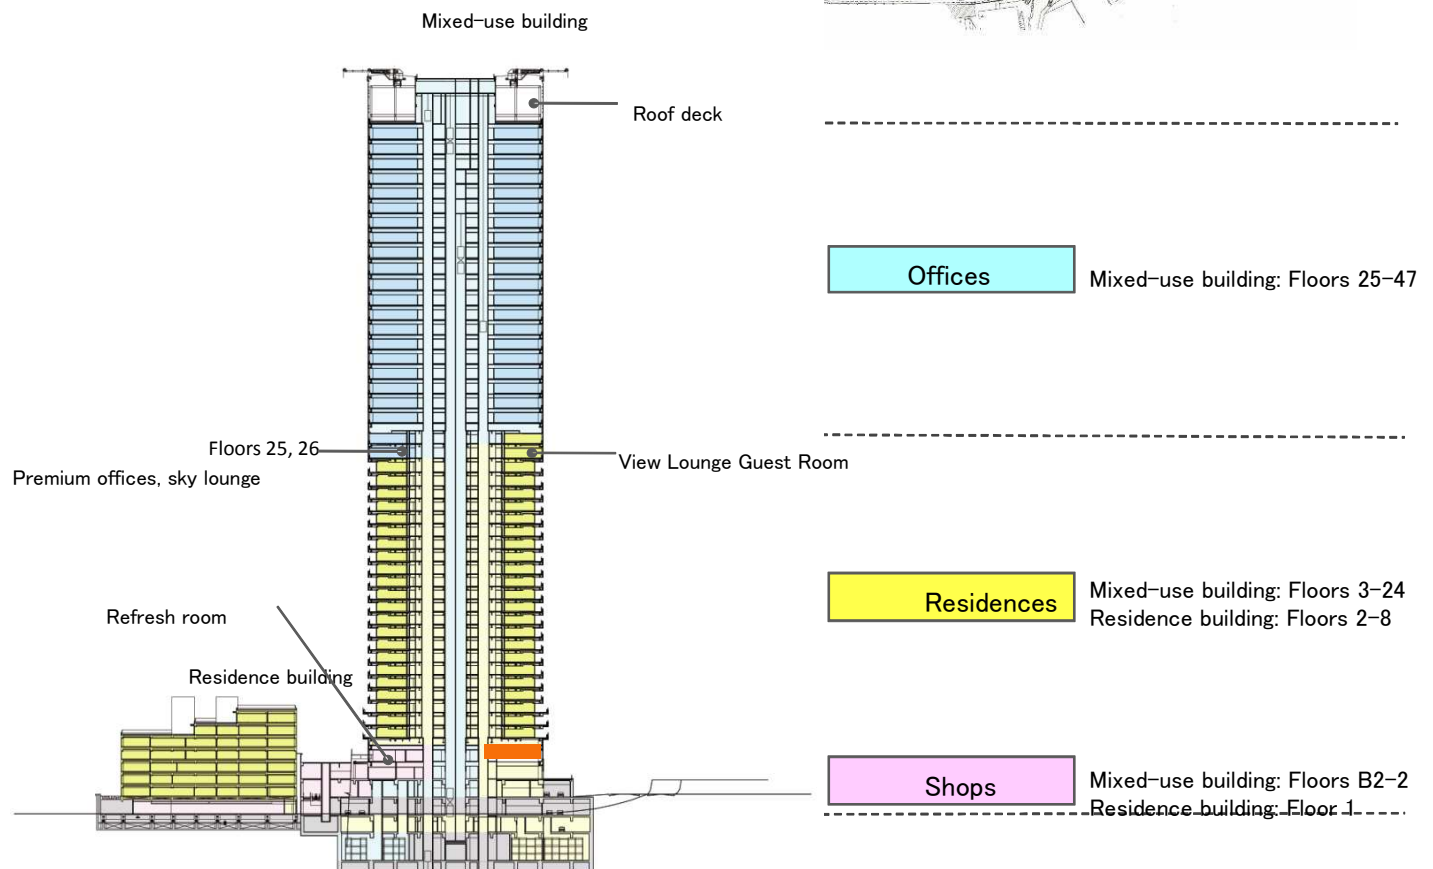 Mixed-use building
Roof deck
Offices
Mixed-use building: Floors 25-47
Floors 25, 26
Premium offices, sky lounge
View Lounge Guest Room
Residences
Mixed-use building: Floors 3-24
Residence building: Floors 2-8
Refresh room
Residence building
Shops
Mixed-use building: Floors B2-2
Residence building: Floor 1